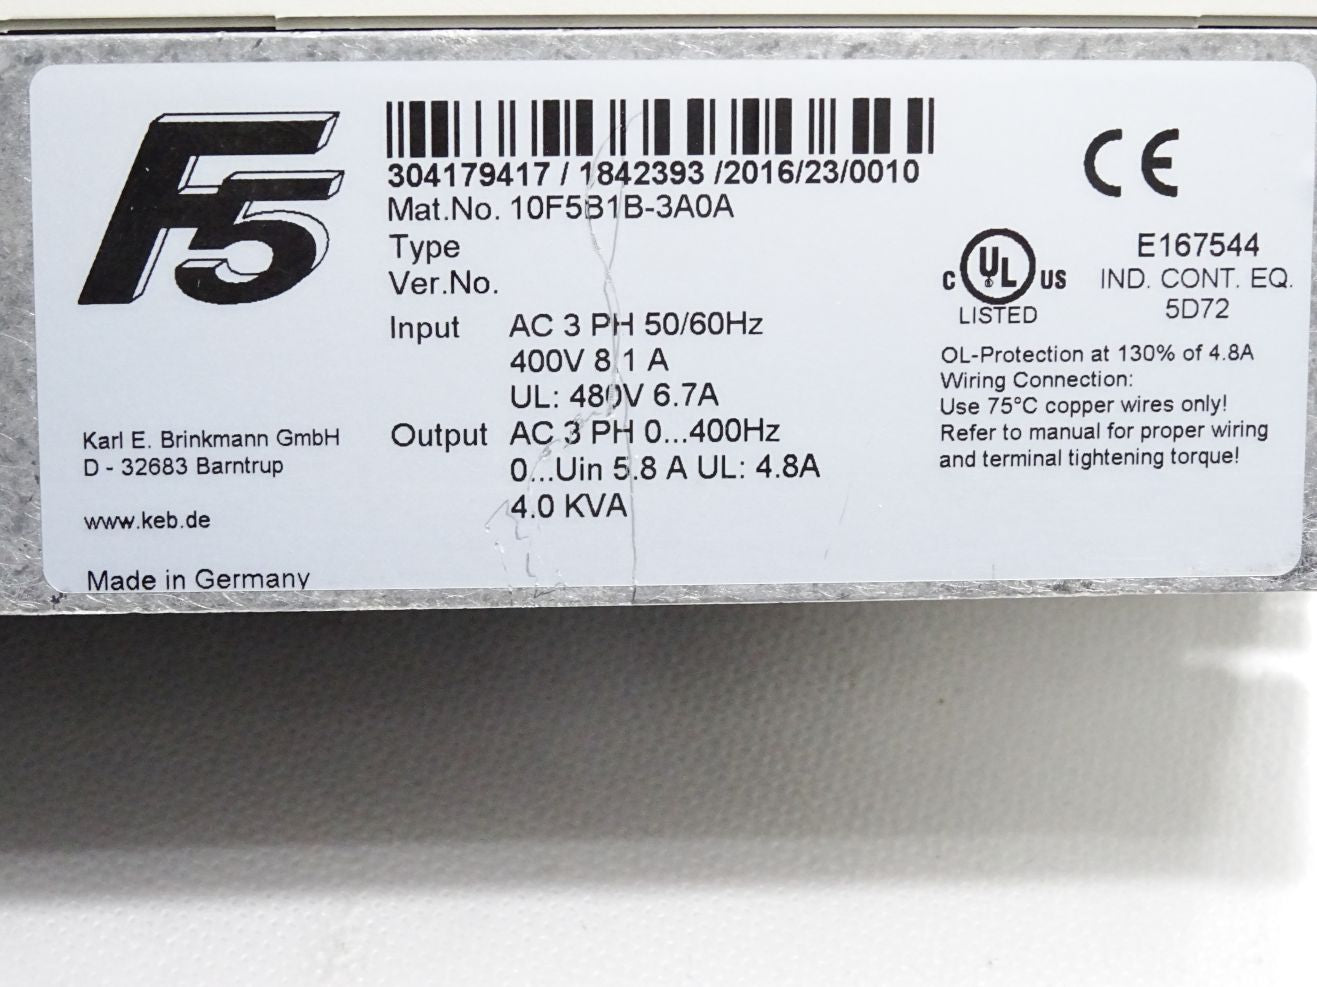 F5
304179417 / 1842393 /2016/23/0010
Mat.No. 10F5B1B-3A0A
Type
Ver.No.
Input AC 3 PH 50/60Hz
400V 8.1 A
UL: 480V 6.7A
Output AC 3 PH 0...400Hz
0...Uin 5.8 A UL: 4.8A
4.0 KVA
Karl E. Brinkmann GmbH
D - 32683 Barntrup
www.keb.de
Made in Germany
CE
C UL US
LISTED
E167544
IND. CONT. EQ.
5D72
OL-Protection at 130% of 4.8A
Wiring Connection:
Use 75°C copper wires only!
Refer to manual for proper wiring
and terminal tightening torque!